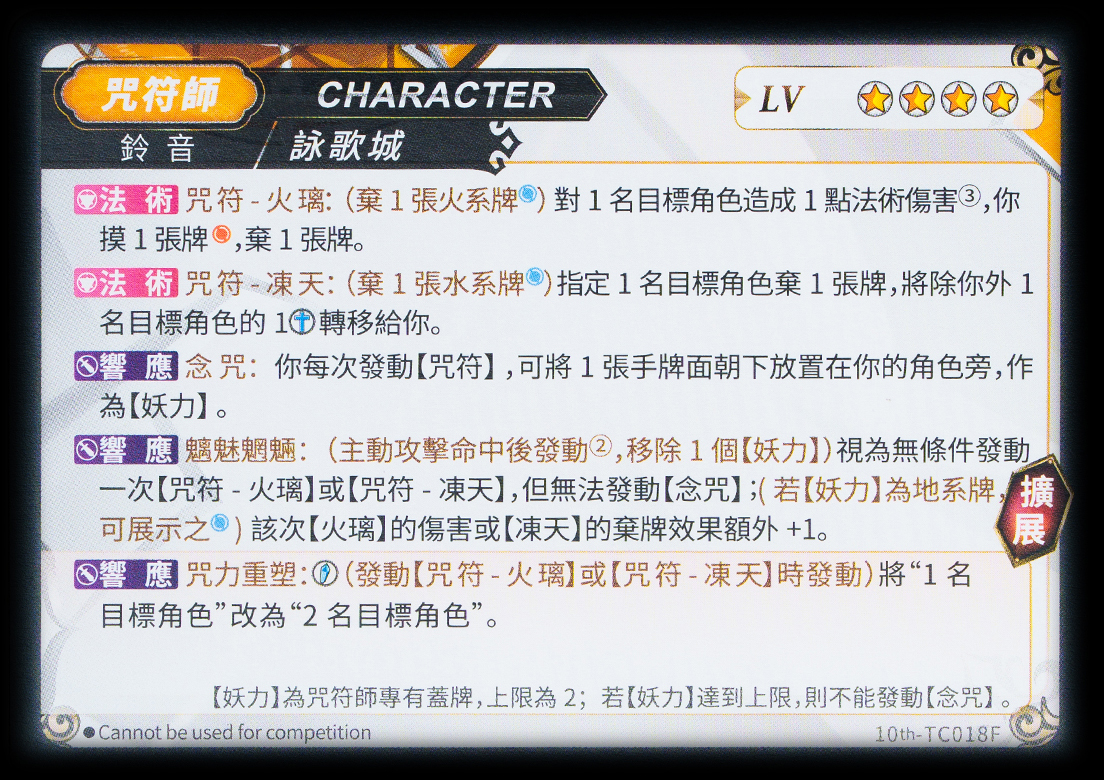 咒符師 CHARACTER LV
鈴音 詠歌城
法術 咒符-火璃:(棄1張火系牌)對1名目標角色造成1點法術傷害③,你
摸1張牌,棄1張牌。
法術 咒符-凍天:(棄1張水系牌)指定1名目標角色棄1張牌,將除你外1
名目標角色的1轉移給你。
響應 念咒: 你每次發動【咒符】,可將1張手牌面朝下放置在你的角色旁,作
為【妖力】。
響應 魑魅魍魎:(主動攻擊命中後發動②,移除1個【妖力】)視為無條件發動
一次【咒符-火璃】或【咒符-凍天】,但無法發動【念咒】;(若【妖力】為地系牌,
可展示之)該次【火璃】的傷害或【凍天】的棄牌效果額外+1。
擴展
響應 咒力重塑:(發動【咒符-火璃】或【咒符-凍天】時發動)將“1名
目標角色”改為“2名目標角色”。
【妖力】為咒符師專有蓋牌,上限為2; 若【妖力】達到上限,則不能發動【念咒】。
●Cannot be used for competition 10th-TC018F